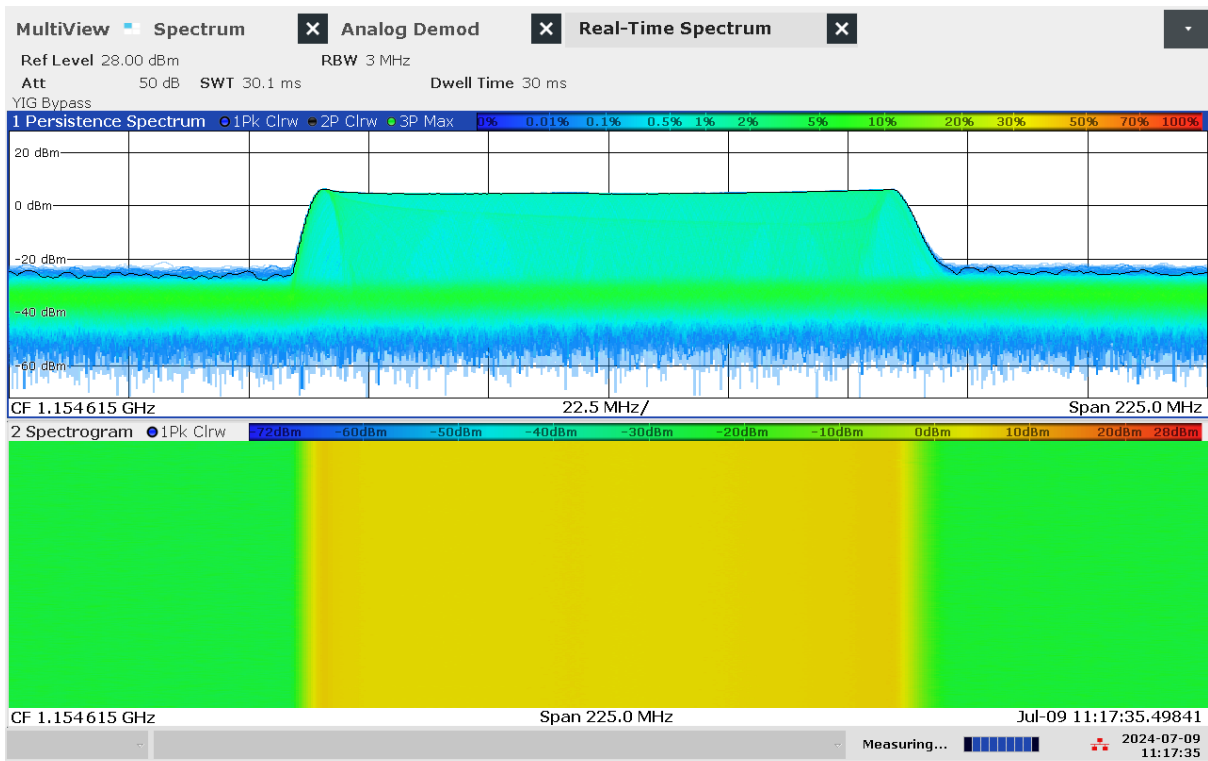 MultiView Spectrum Analog Demod Real-Time Spectrum
Ref Level 28.00 dBm RBW 3 MHz
Att 50 dB SWT 30.1 ms Dwell Time 30 ms
YIG Bypass
1 Persistence Spectrum 1Pk Clrw 2P Clrw 3P Max 0% 0.01% 0.1% 0.5% 1% 2% 5% 10% 20% 30% 50% 70% 100%
20 dBm
0 dBm
-20 dBm
-40 dBm
-60 dBm
CF 1.154615 GHz 22.5 MHz/ Span 225.0 MHz
2 Spectrogram 1Pk Clrw -72dBm -60dBm -50dBm -40dBm -30dBm -20dBm -10dBm 0dBm 10dBm 20dBm 28dBm
CF 1.154615 GHz Span 225.0 MHz Jul-09 11:17:35.49841
Measuring... 2024-07-09
11:17:35